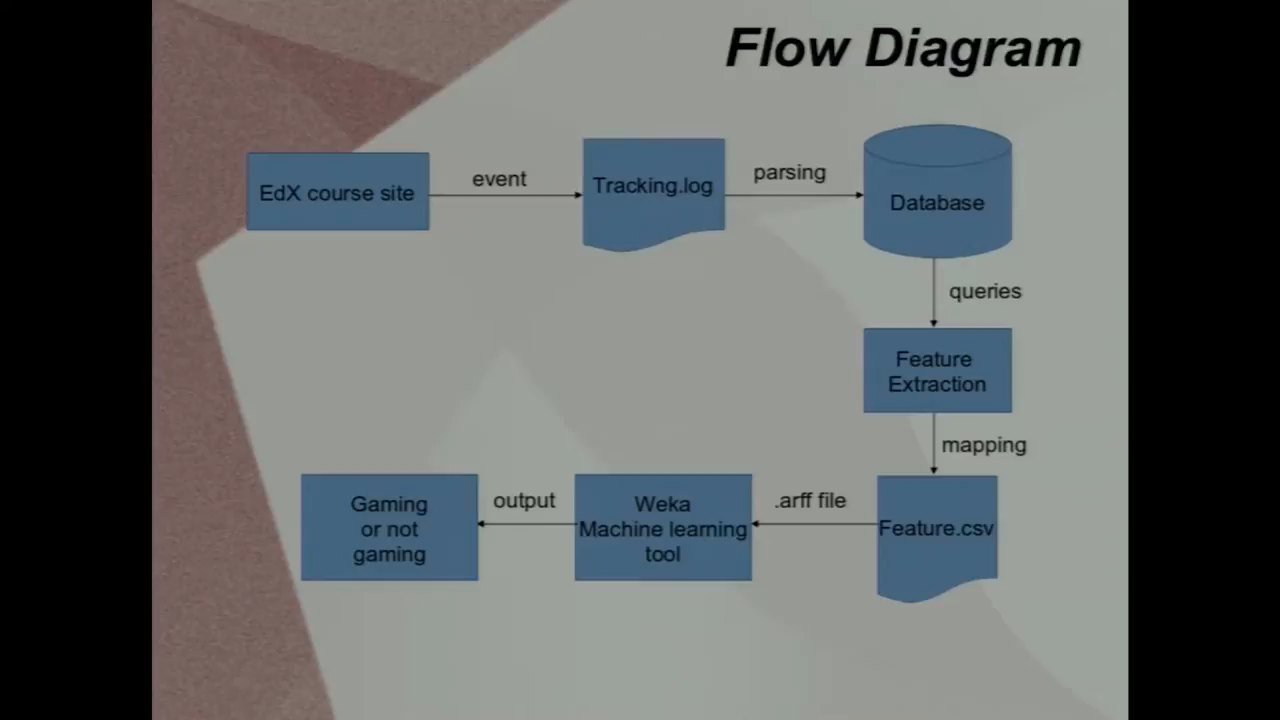 Flow Diagram
EdX course site
event
Tracking.log
parsing
Database
queries
Feature
Extraction
mapping
Feature.csv
.arff file
Weka
Machine learning
tool
output
Gaming
or not
gaming